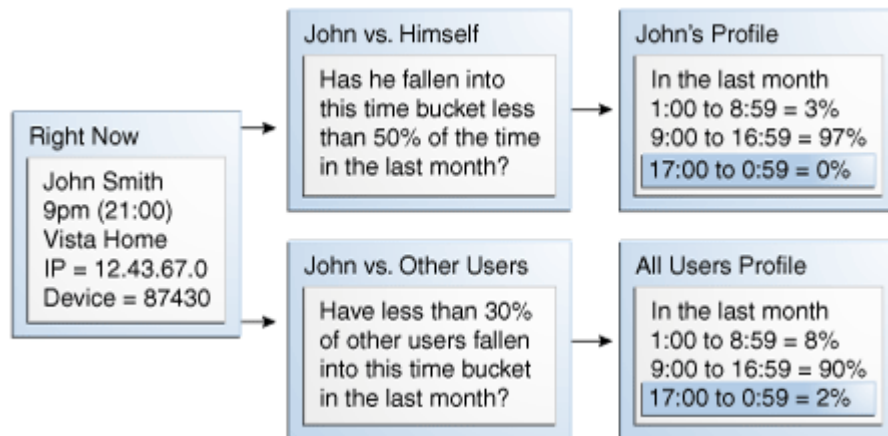 Right Now
John Smith
9pm (21:00)
Vista Home
IP = 12.43.67.0
Device = 87430
John vs. Himself
Has he fallen into
this time bucket less
than 50% of the time
in the last month?
John's Profile
In the last month
1:00 to 8:59 = 3%
9:00 to 16:59 = 97%
17:00 to 0:59 = 0%
John vs. Other Users
Have less than 30%
of other users fallen
into this time bucket
in the last month?
All Users Profile
In the last month
1:00 to 8:59 = 8%
9:00 to 16:59 = 90%
17:00 to 0:59 = 2%